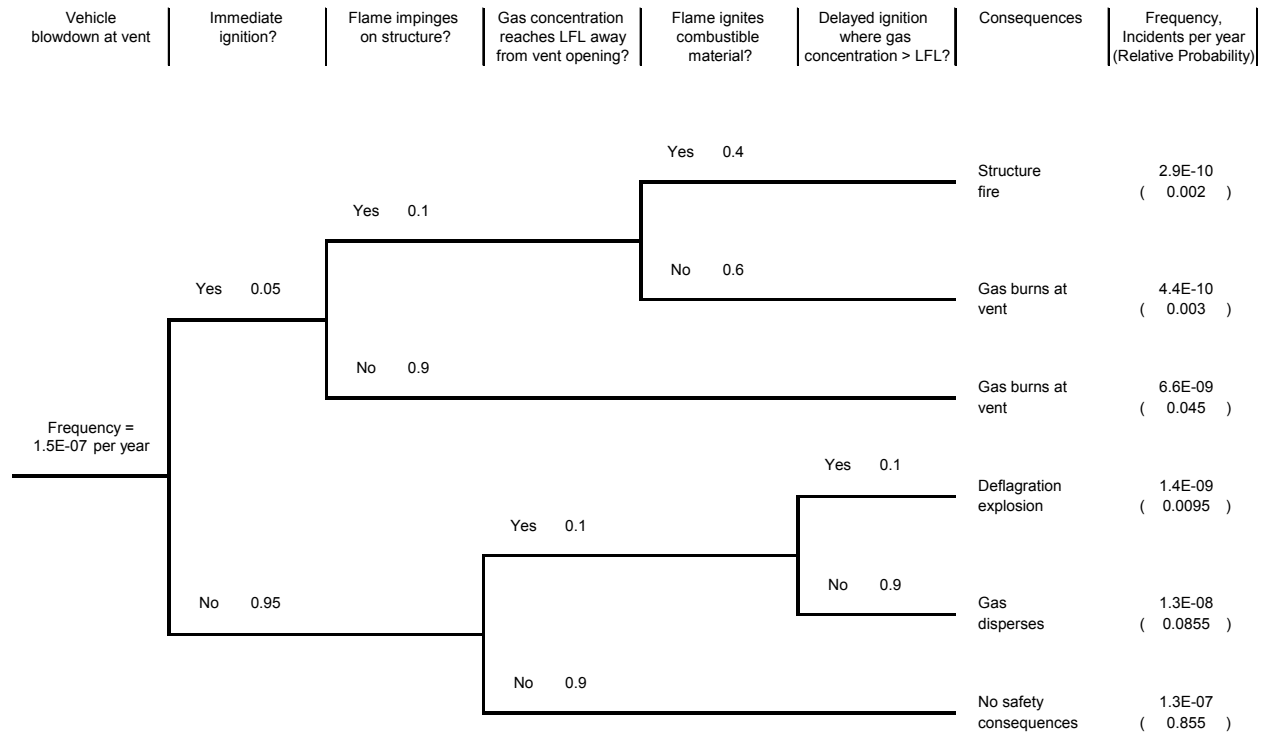 Vehicle
blowdown at vent
Immediate
ignition?
Flame impinges
on structure?
Gas concentration
reaches LFL away
from vent opening?
Flame ignites
combustible
material?
Delayed ignition
where gas
concentration > LFL?
Consequences
Frequency,
Incidents per year
(Relative Probability)
Yes 0.4
Structure
fire
2.9E-10
( 0.002 )
Yes 0.1
No 0.6
Yes 0.05
Gas burns at
vent
4.4E-10
( 0.003 )
No 0.9
Gas burns at
vent
6.6E-09
( 0.045 )
Frequency =
1.5E-07 per year
Yes 0.1
Deflagration
explosion
1.4E-09
( 0.0095 )
Yes 0.1
No 0.9
No 0.95
Gas
disperses
1.3E-08
( 0.0855 )
No 0.9
No safety
consequences
1.3E-07
( 0.855 )